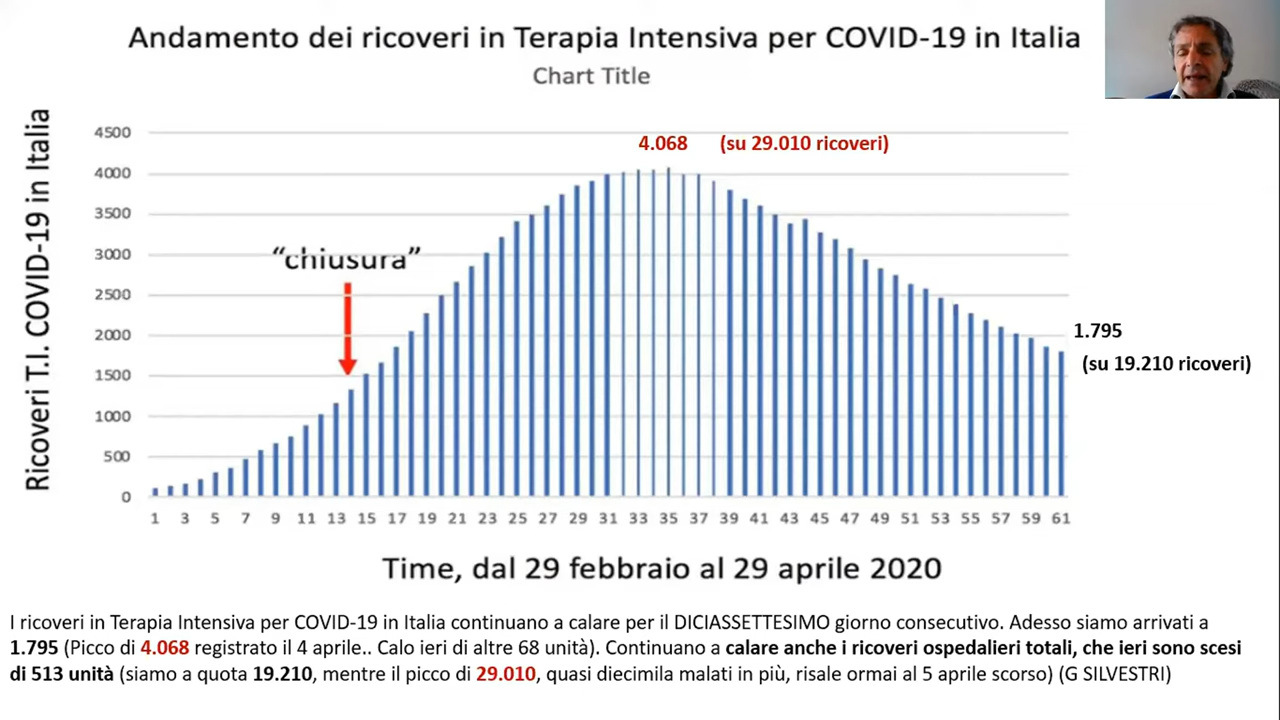 Andamento dei ricoveri in Terapia Intensiva per COVID-19 in Italia
Chart Title
Ricoveri T.I. COVID-19 in Italia
4500
4.068 (su 29.010 ricoveri)
4000
3500
3000
“chiusura”
2500
2000
1.795
(su 19.210 ricoveri)
1500
1000
500
0
1 3 5 7 9 11 13 15 17 19 21 23 25 27 29 31 33 35 37 39 41 43 45 47 49 51 53 55 57 59 61
Time, dal 29 febbraio al 29 aprile 2020
I ricoveri in Terapia Intensiva per COVID-19 in Italia continuano a calare per il DICIASSETTESIMO giorno consecutivo. Adesso siamo arrivati a
1.795 (Picco di 4.068 registrato il 4 aprile.. Calo ieri di altre 68 unità). Continuano a calare anche i ricoveri ospedalieri totali, che ieri sono scesi
di 513 unità (siamo a quota 19.210, mentre il picco di 29.010, quasi diecimila malati in più, risale ormai al 5 aprile scorso) (G SILVESTRI)